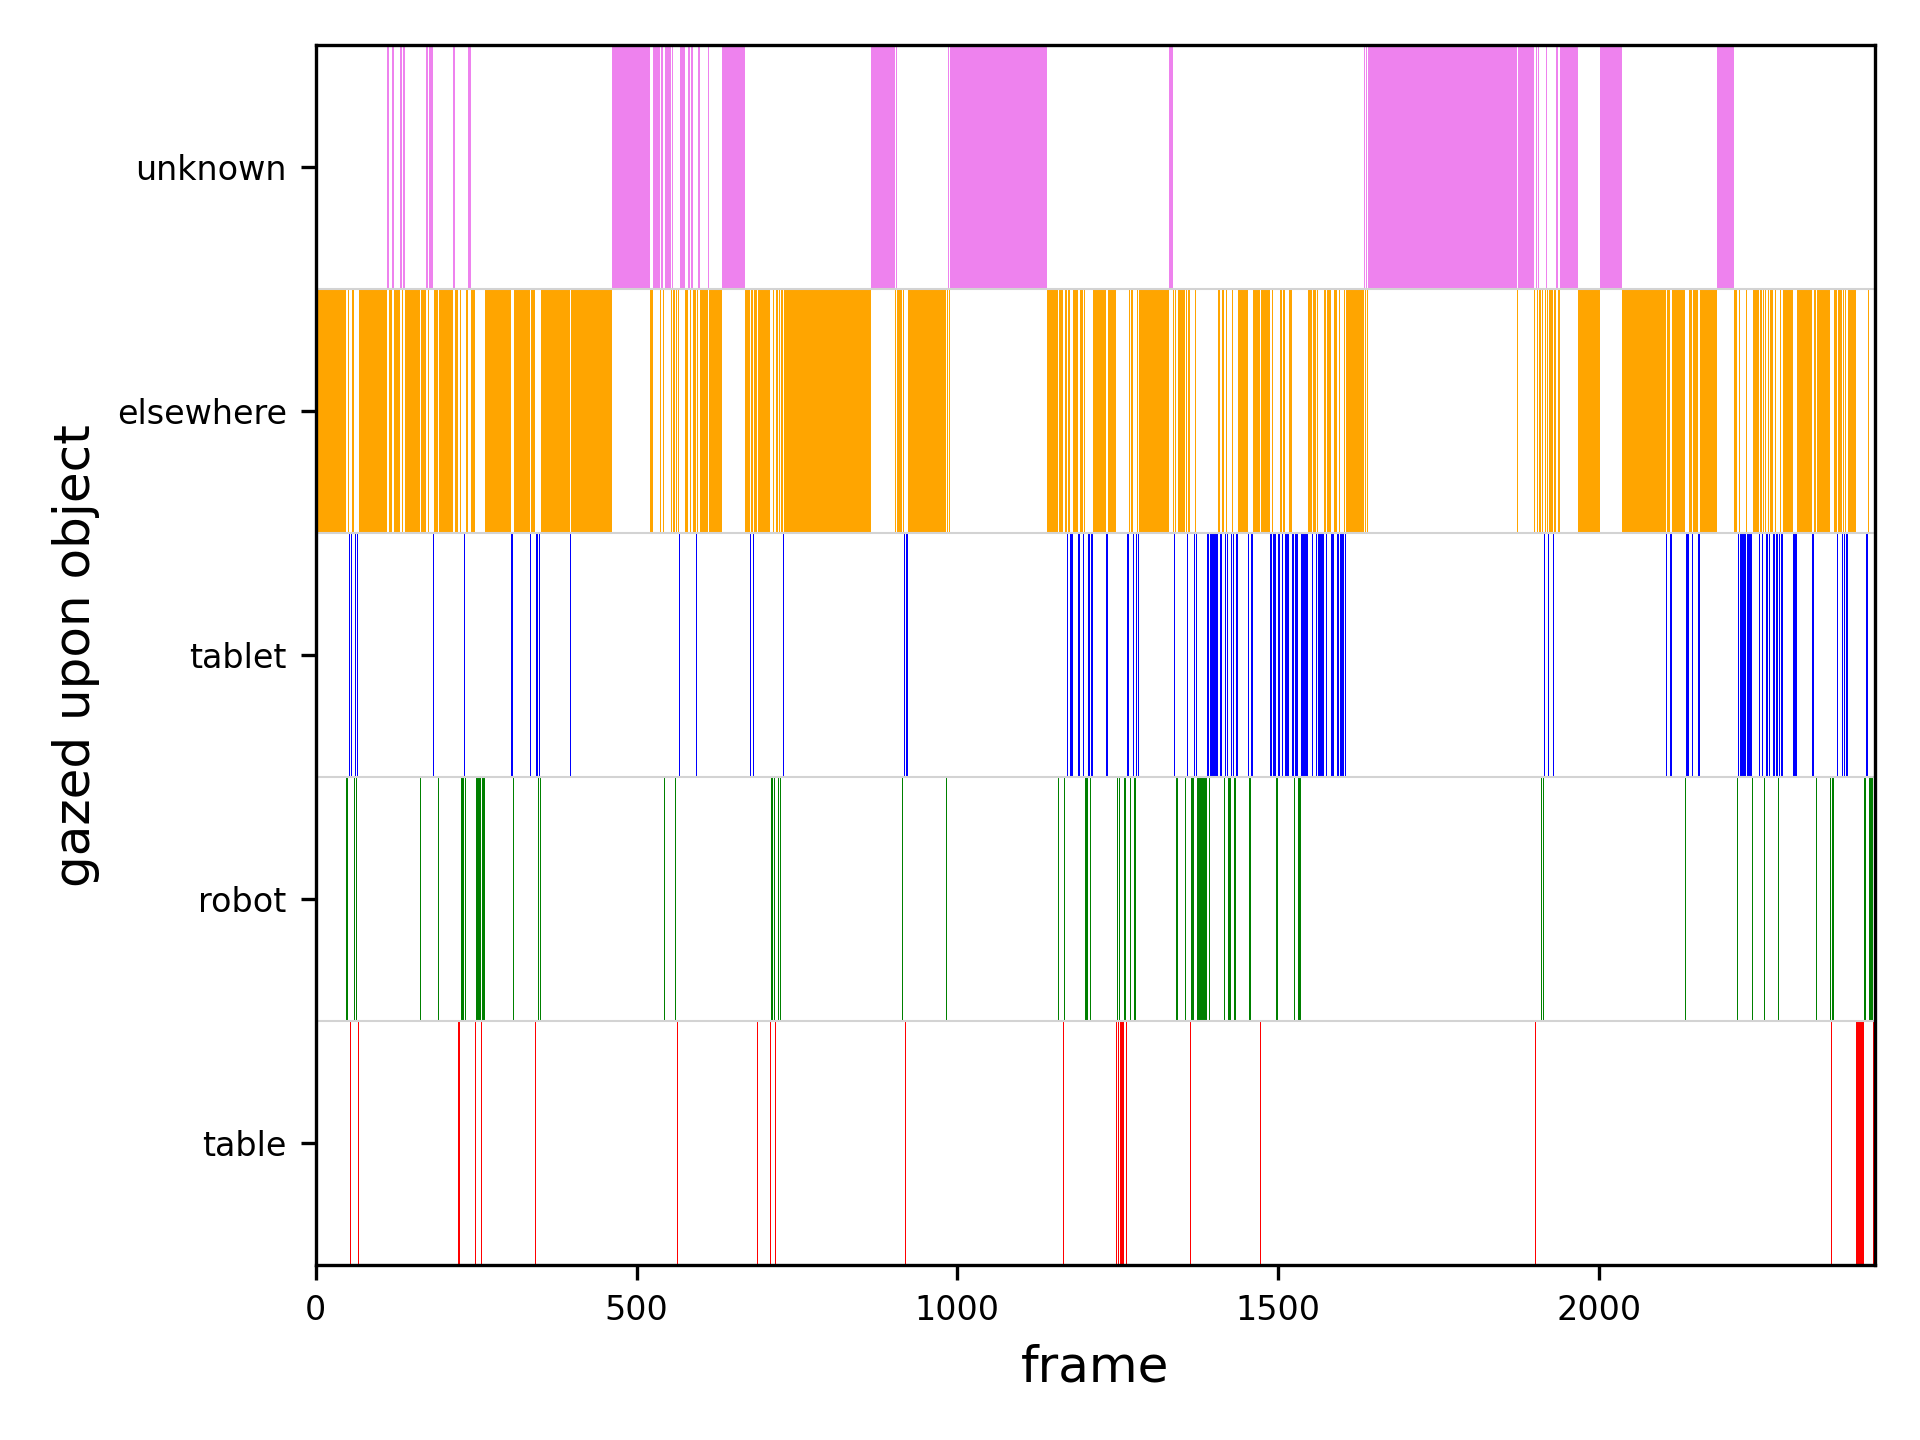 unknown
elsewhere
tablet
robot
table
gazed upon object
0 500 1000 1500 2000
frame